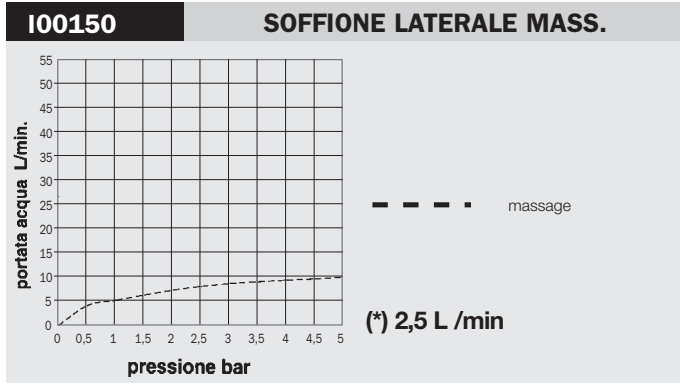 I00150
SOFFIONE LATERALE MASS.
portata acqua L/min.
55
50
45
40
35
30
25
20
15
10
5
0
0 0,5 1 1,5 2 2,5 3 3,5 4 4,5 5
pressione bar
massage
(*) 2,5 L /min